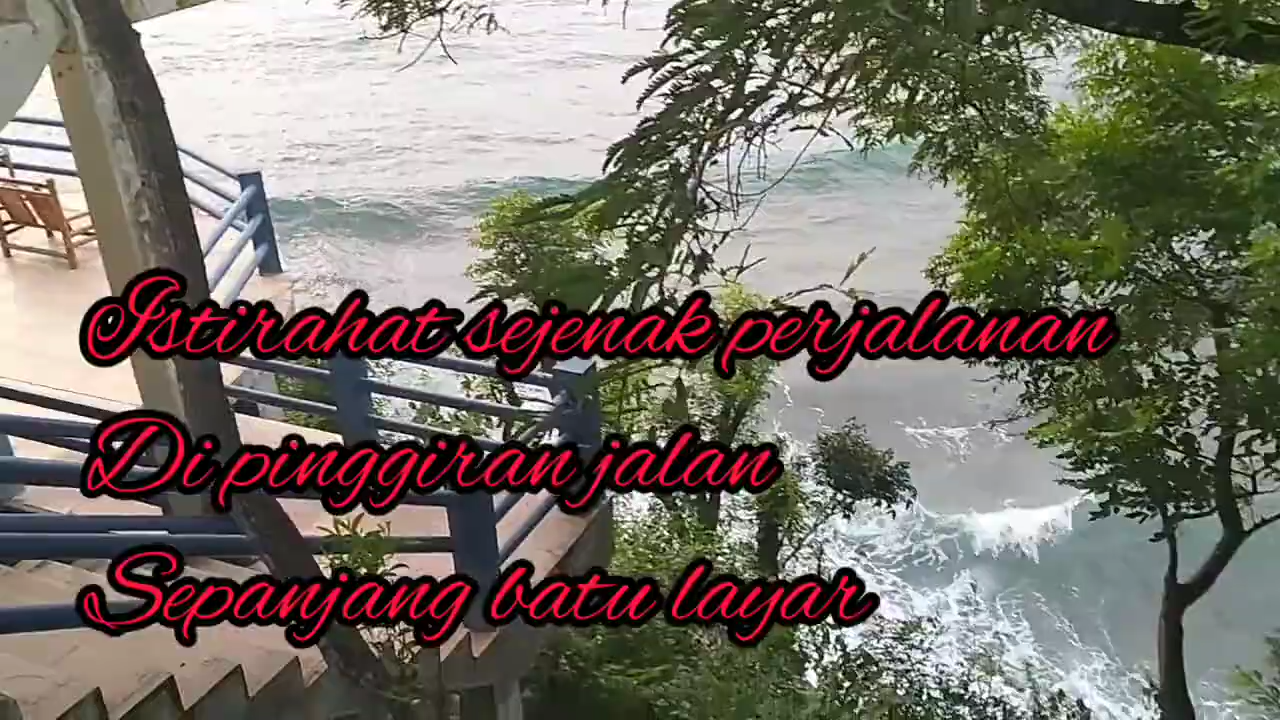 Istirahat sejenak perjalanan
Di pinggiran jalan
Sepanjang batu layar